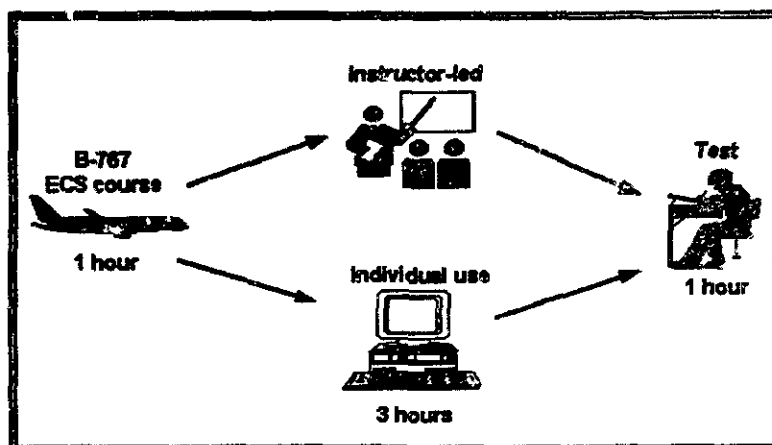 Instructor-led
B-767
ECS course
1 hour
Test
1 hour
Individual use
3 hours